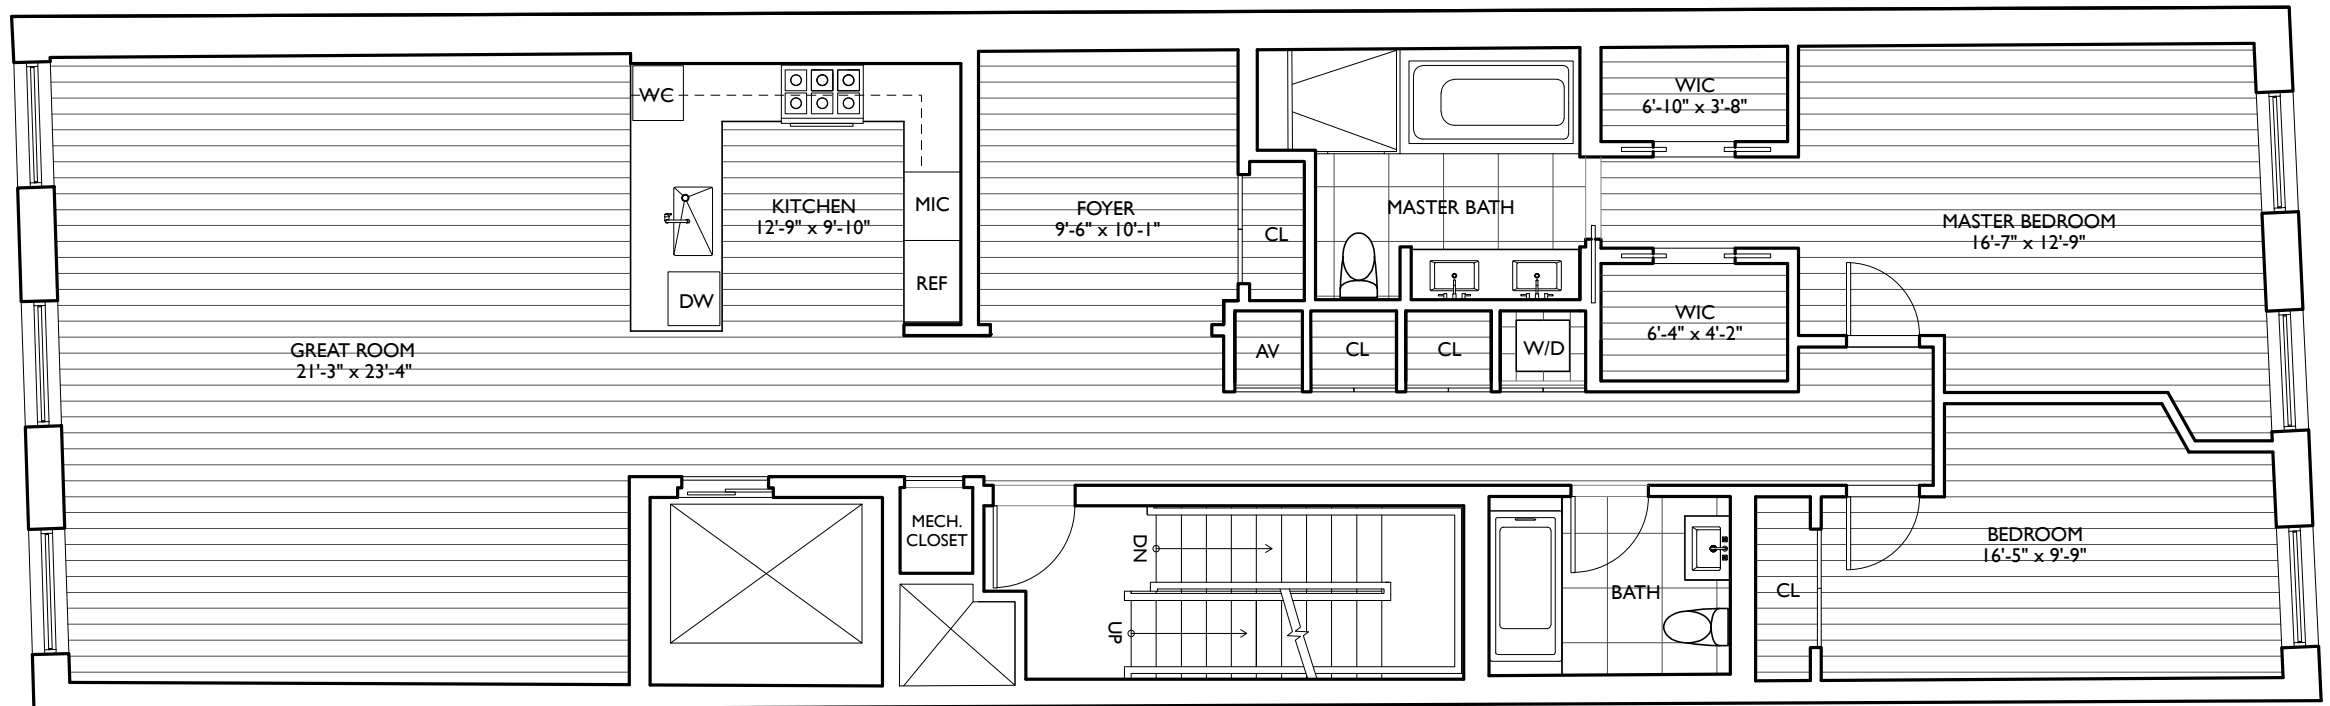 WC
KITCHEN
12'-9" x 9'-10"
MIC
REF
DW
GREAT ROOM
21'-3" x 23'-4"
FOYER
9'-6" x 10'-1"
CL
MASTER BATH
WIC
6'-10" x 3'-8"
MASTER BEDROOM
16'-7" x 12'-9"
WIC
6'-4" x 4'-2"
AV
CL
CL
W/D
MECH.
CLOSET
DN
UP
BATH
CL
BEDROOM
16'-5" x 9'-9"